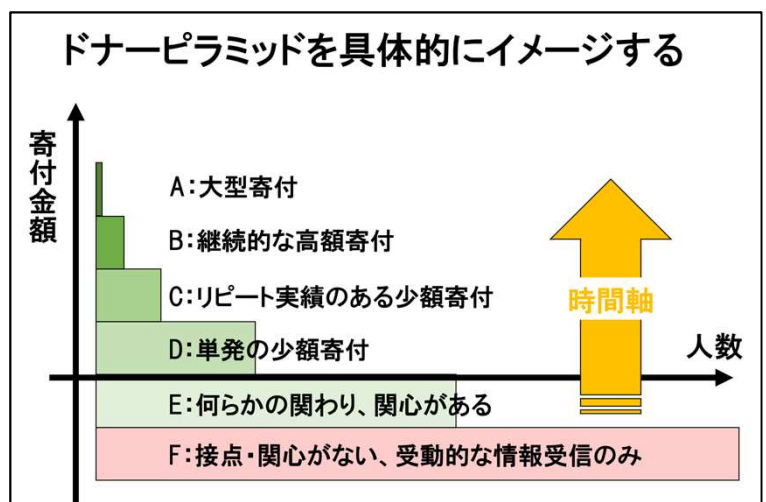 ドナーピラミッドを具体的にイメージする
寄付金額
A:大型寄付
B:継続的な高額寄付
C:リピート実績のある少額寄付
時間軸
D:単発の少額寄付
人数
E:何らかの関わり、関心がある
F:接点・関心がない、受動的な情報受信のみ